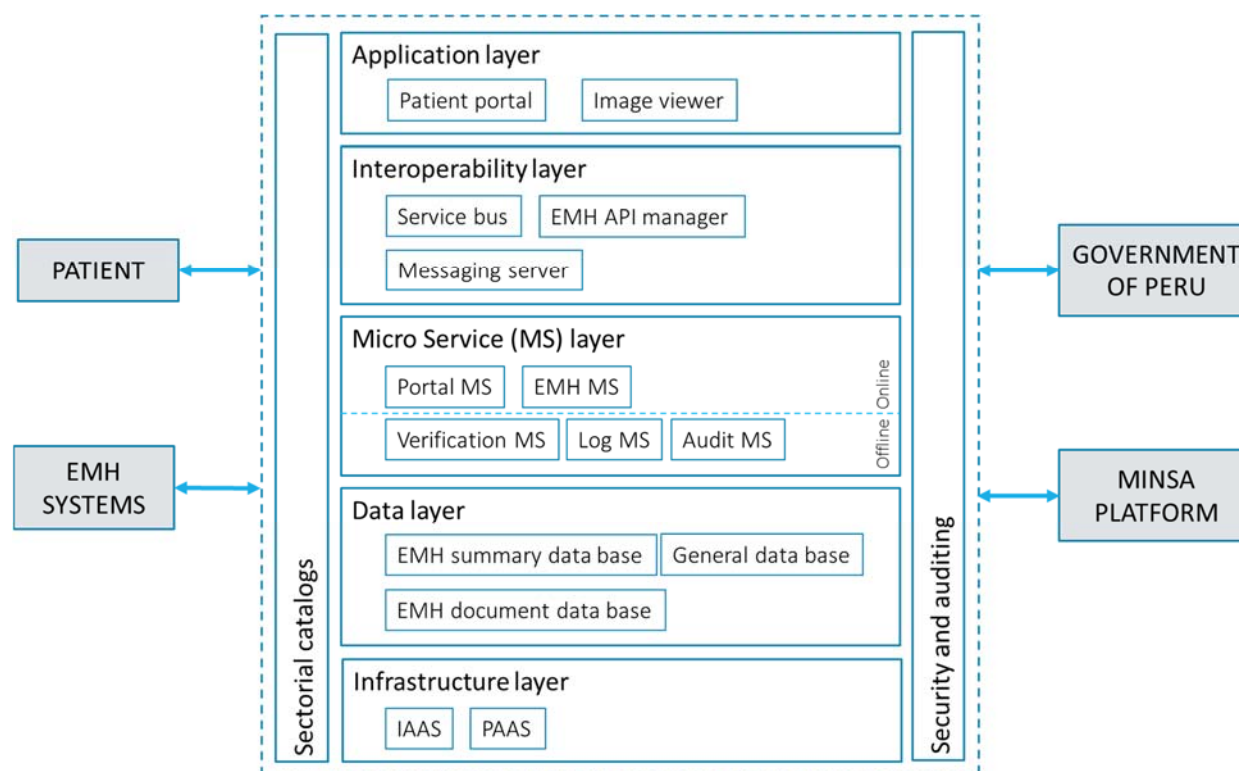 Application layer
Patient portal
Image viewer
Interoperability layer
Service bus
EMH API manager
Messaging server
PATIENT
GOVERNMENT
OF PERU
Micro Service (MS) layer
Portal MS
EMH MS
Online
Verification MS
Log MS
Audit MS
Offline
EMH
SYSTEMS
MINSA
PLATFORM
Data layer
EMH summary data base
General data base
EMH document data base
Sectorial catalogs
Security and auditing
Infrastructure layer
IAAS
PAAS